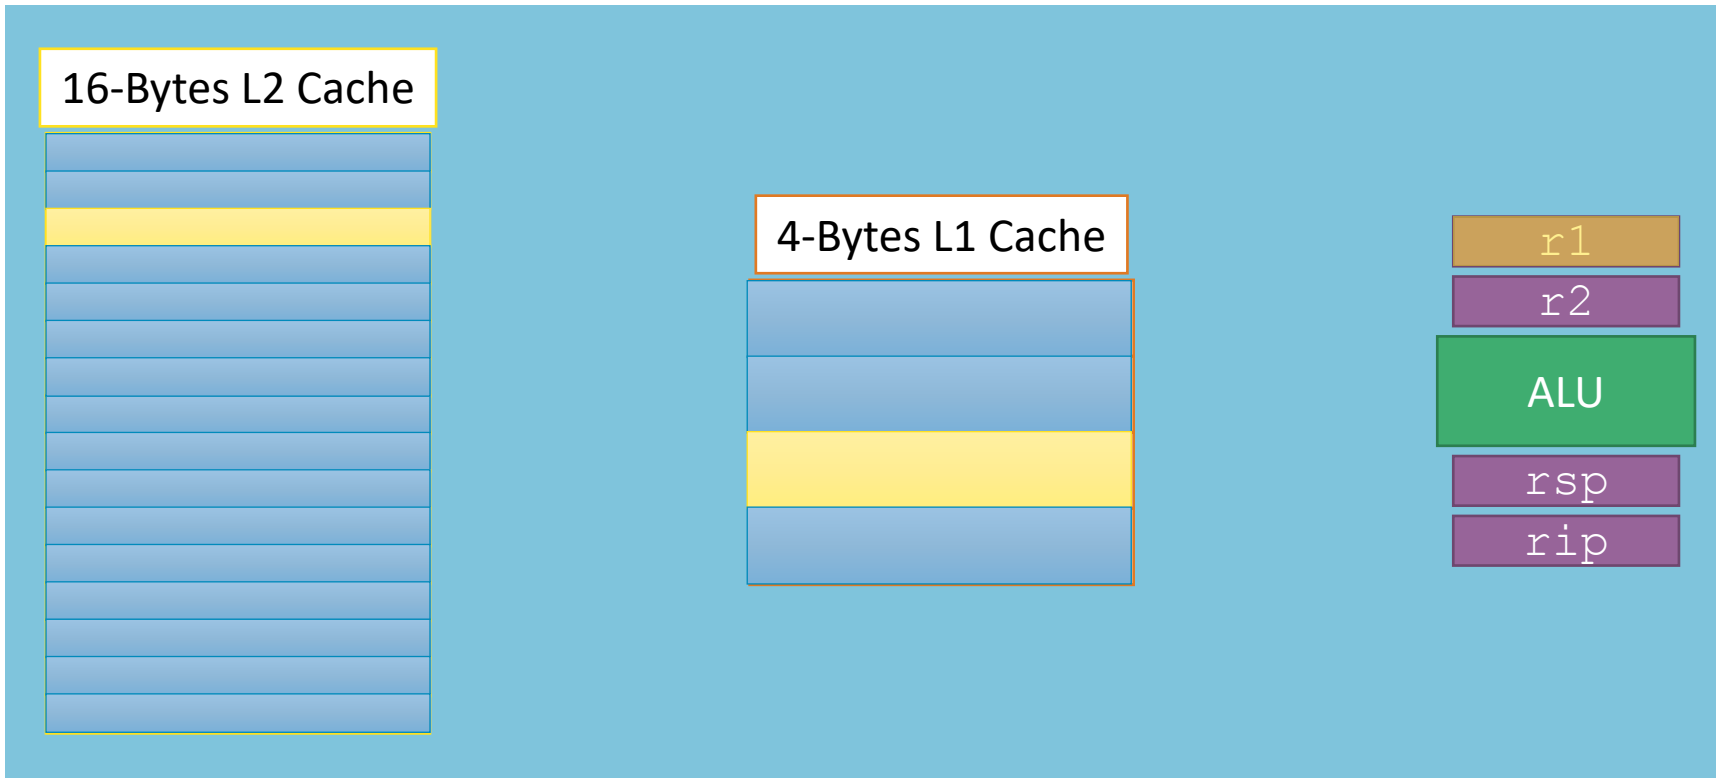 16-Bytes L2 Cache
4-Bytes L1 Cache
r1
r2
ALU
rsp
rip